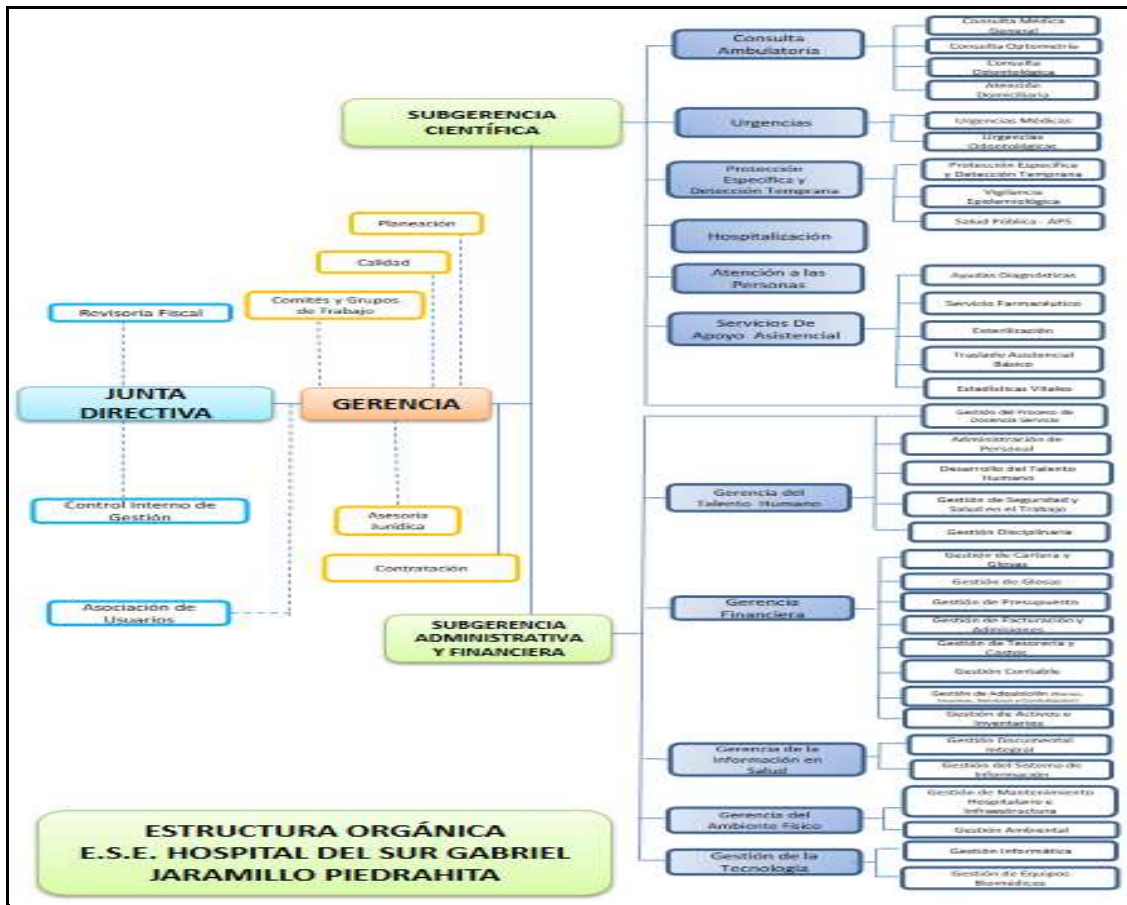 Consulta Ambulatoria
Consulta Médica
General
Consulta Optometría
Consulta
Odontológica
Atención
Domiciliaria
SUBGERENCIA
CIENTÍFICA
Urgencias
Urgencias Médicas
Urgencias
Odontológicas
Protección
Específica y
Detección Temprana
Protección Específica
y Detección Temprana
Vigilancia
Epidemiológica
Salud Pública - APS
Planeación
Hospitalización
Calidad
Atención a las
Personas
Comités y Grupos
de Trabajo
Revisoría Fiscal
Servicios De
Apoyo Asistencial
Ayudas Diagnósticas
Servicio Farmacéutico
Esterilización
Traslado Asistencial
Básico
Estadísticas Vitales
JUNTA
DIRECTIVA
GERENCIA
Gestión del Proceso de
Docencia Servicio
Administración de
Personal
Desarrollo del Talento
Humano
Gerencia del
Talento Humano
Gestión de Seguridad y
Salud en el Trabajo
Gestión Disciplinaria
Control Interno de
Gestión
Asesoría
Jurídica
Contratación
Asociación de
Usuarios
SUBGERENCIA
ADMINISTRATIVA
Y FINANCIERA
Gerencia
Financiera
Gestión de Cartera y
Glosas
Gestión de Glosas
Gestión de Presupuesto
Gestión de Facturación y
Admisiones
Gestión de Tesorería y
Costos
Gestión Contable
Gestión de Adquisición
Gestión de Activos e
Inventarios
Gerencia de la
Información en
Salud
Gestión Documental
Integral
Gestión del Sistema de
Información
Gerencia del
Ambiente Físico
Gestión de Mantenimiento
Hospitalario e
Infraestructura
Gestión Ambiental
Gestión de la
Tecnología
Gestión Informática
Gestión de Equipos
Biomédicos
ESTRUCTURA ORGÁNICA
E.S.E. HOSPITAL DEL SUR GABRIEL
JARAMILLO PIEDRAHITA